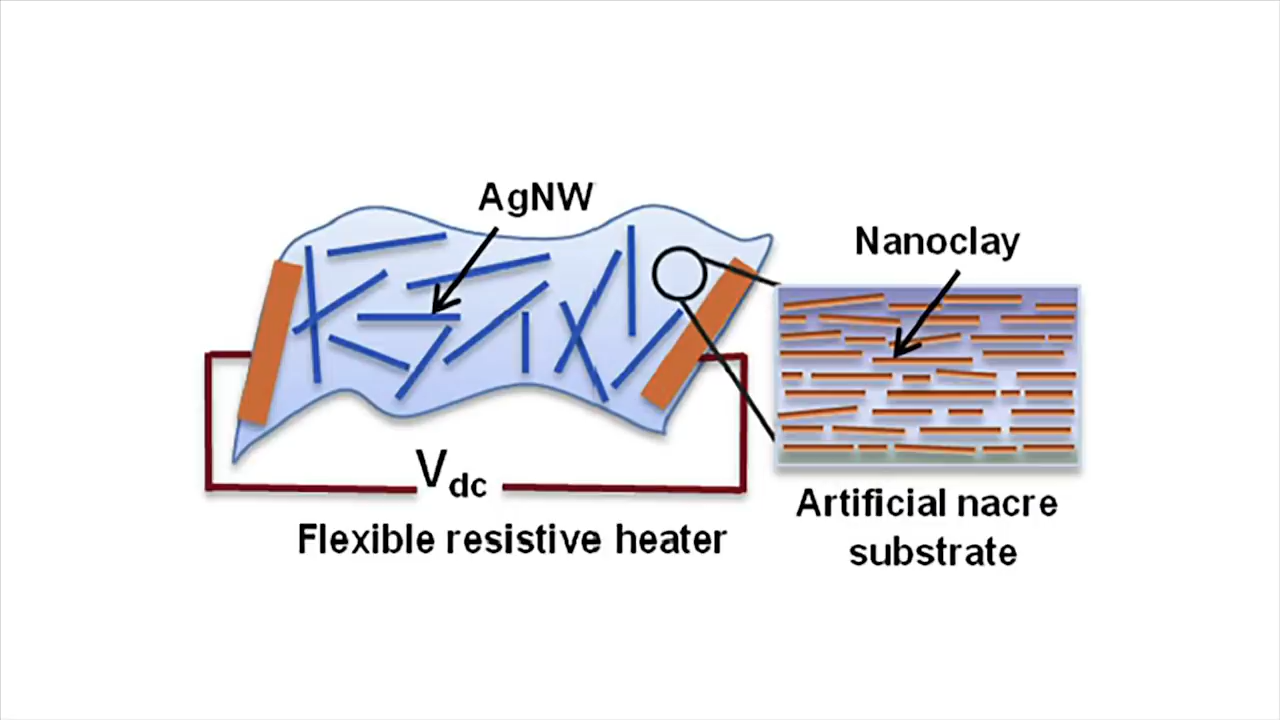 AgNW
Nanoclay
Vdc
Flexible resistive heater
Artificial nacre
substrate